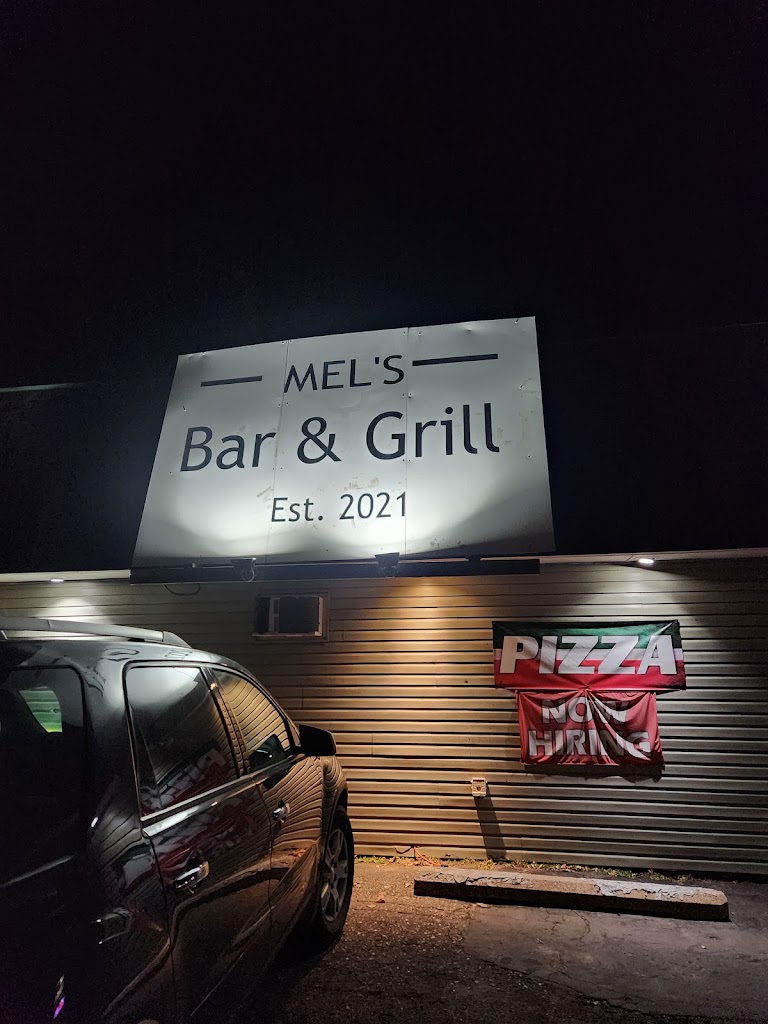 MEL'S
Bar & Grill
Est. 2021
PIZZA
NOW
HIRING